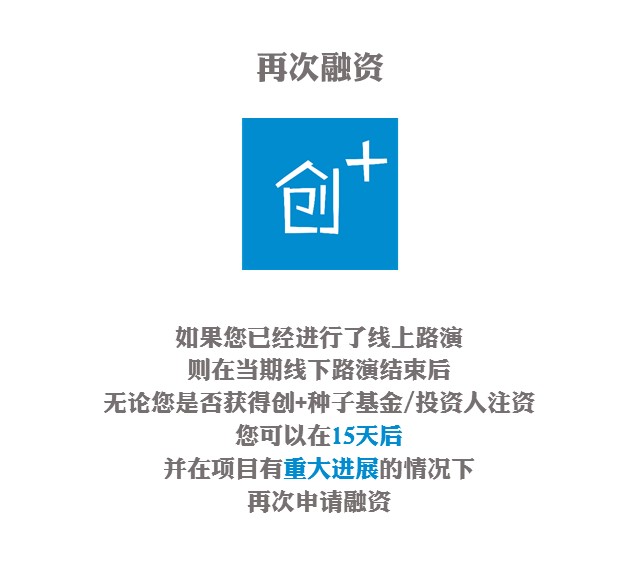 再次融资
创+
如果您已经进行了线上路演
则在当期线下路演结束后
无论您是否获得创+种子基金/投资人注资
您可以在15天后
并在项目有重大进展的情况下
再次申请融资